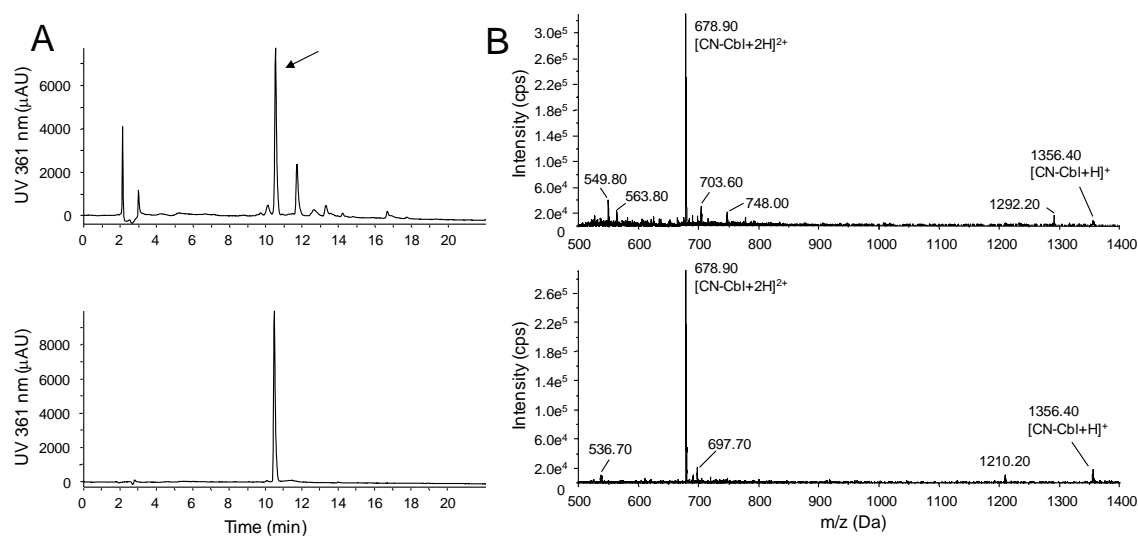 A
UV 361 nm (µAU)
6000
4000
2000
0
0 2 4 6 8 10 12 14 16 18 20
UV 361 nm (µAU)
8000
6000
4000
2000
0
0 2 4 6 8 10 12 14 16 18 20
Time (min)
B
Intensity (cps)
3.0e5
2.6e5
2.2e5
1.8e5
1.4e5
1.0e5
6.0e4
2.0e4
0
678.90
[CN-Cbl+2H]2+
549.80
563.80
703.60
748.00
1292.20
1356.40
[CN-Cbl+H]+
500 600 700 800 900 1000 1100 1200 1300 1400
Intensity (cps)
2.6e5
2.2e5
1.8e5
1.4e5
1.0e5
6.0e4
2.0e4
0
678.90
[CN-Cbl+2H]2+
536.70
697.70
1210.20
1356.40
[CN-Cbl+H]+
500 600 700 800 900 1000 1100 1200 1300 1400
m/z (Da)